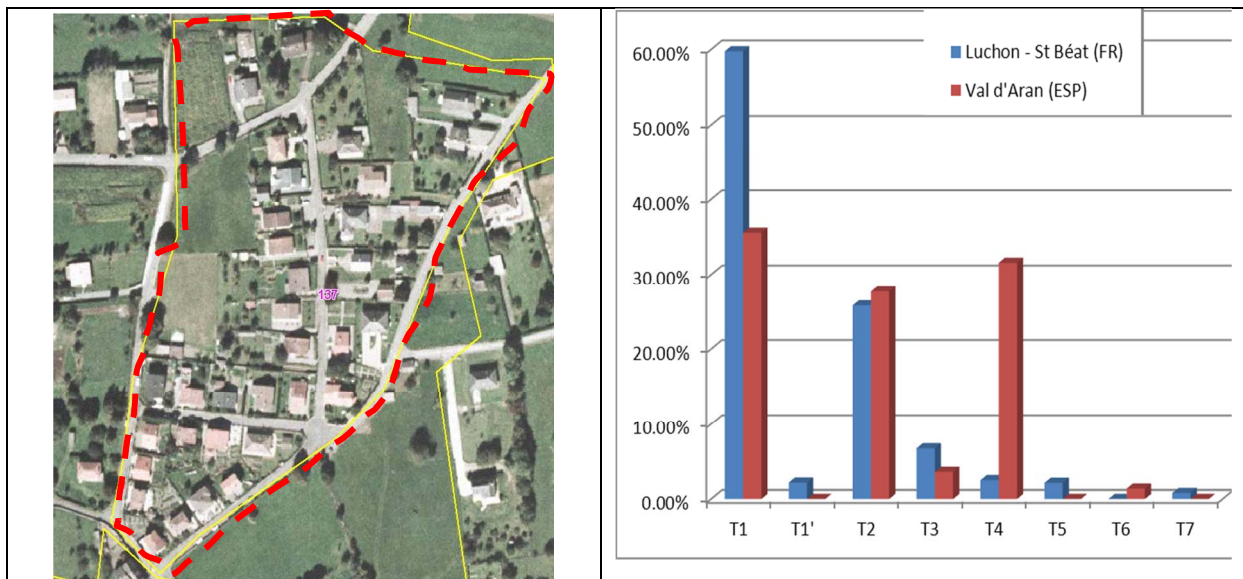 137
Luchon - St Béat (FR)
Val d'Aran (ESP)
60.00%
50.00%
40.00%
30.00%
20.00%
10.00%
0.00%
T1 T1' T2 T3 T4 T5 T6 T7